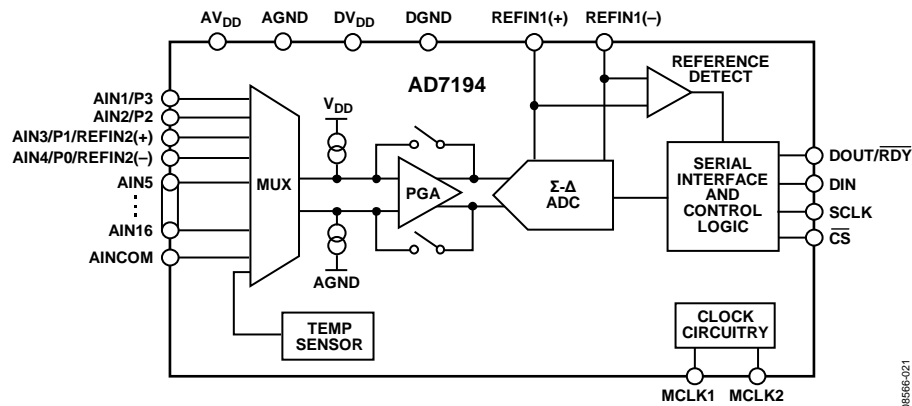 AVDD AGND DVDD DGND REFIN1(+) REFIN1(–)
AD7194
REFERENCE
DETECT
AIN1/P3
AIN2/P2
AIN3/P1/REFIN2(+)
AIN4/P0/REFIN2(–)
AIN5
AIN16
AINCOM
MUX
VDD
AGND
PGA
Σ-Δ
ADC
SERIAL
INTERFACE
AND
CONTROL
LOGIC
DOUT/RDY
DIN
SCLK
CS
TEMP
SENSOR
CLOCK
CIRCUITRY
MCLK1 MCLK2
08566-021